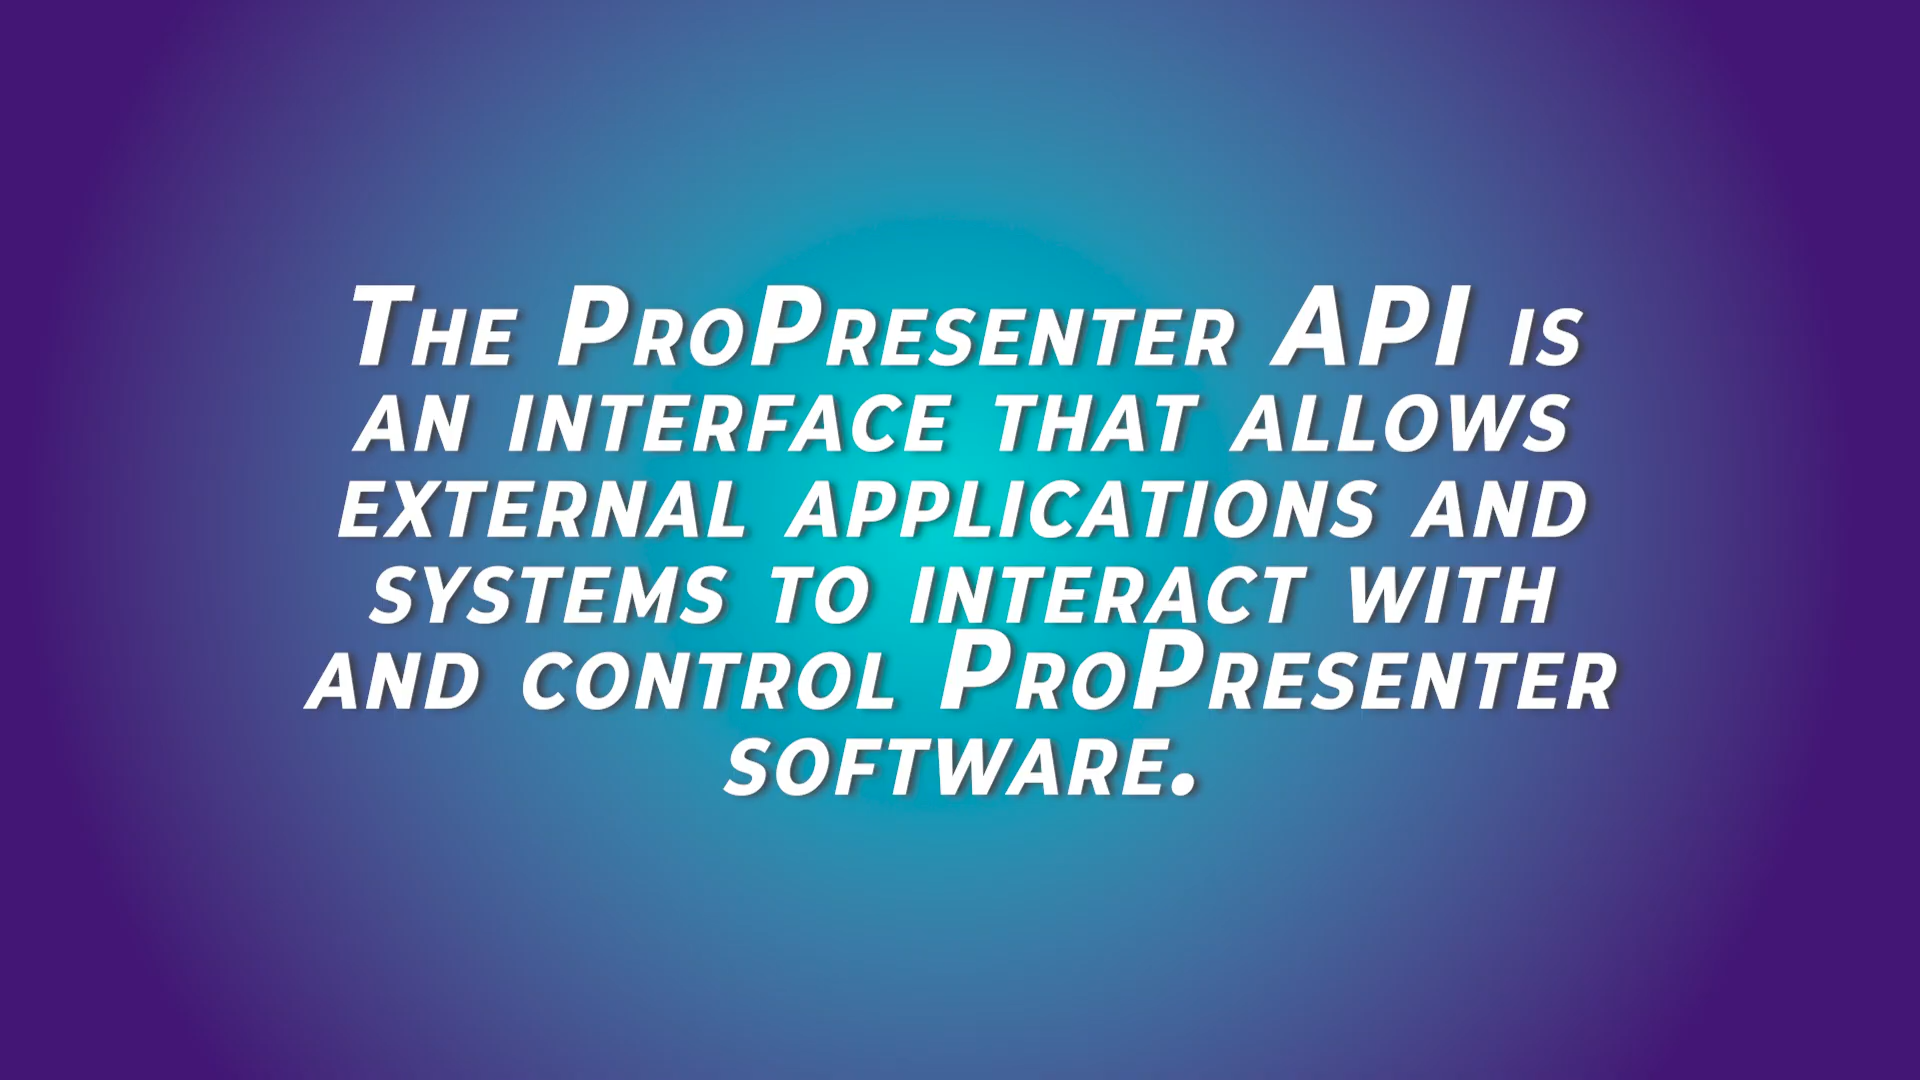 The ProPresenter API is
an interface that allows
external applications and
systems to interact with
and control ProPresenter
software.